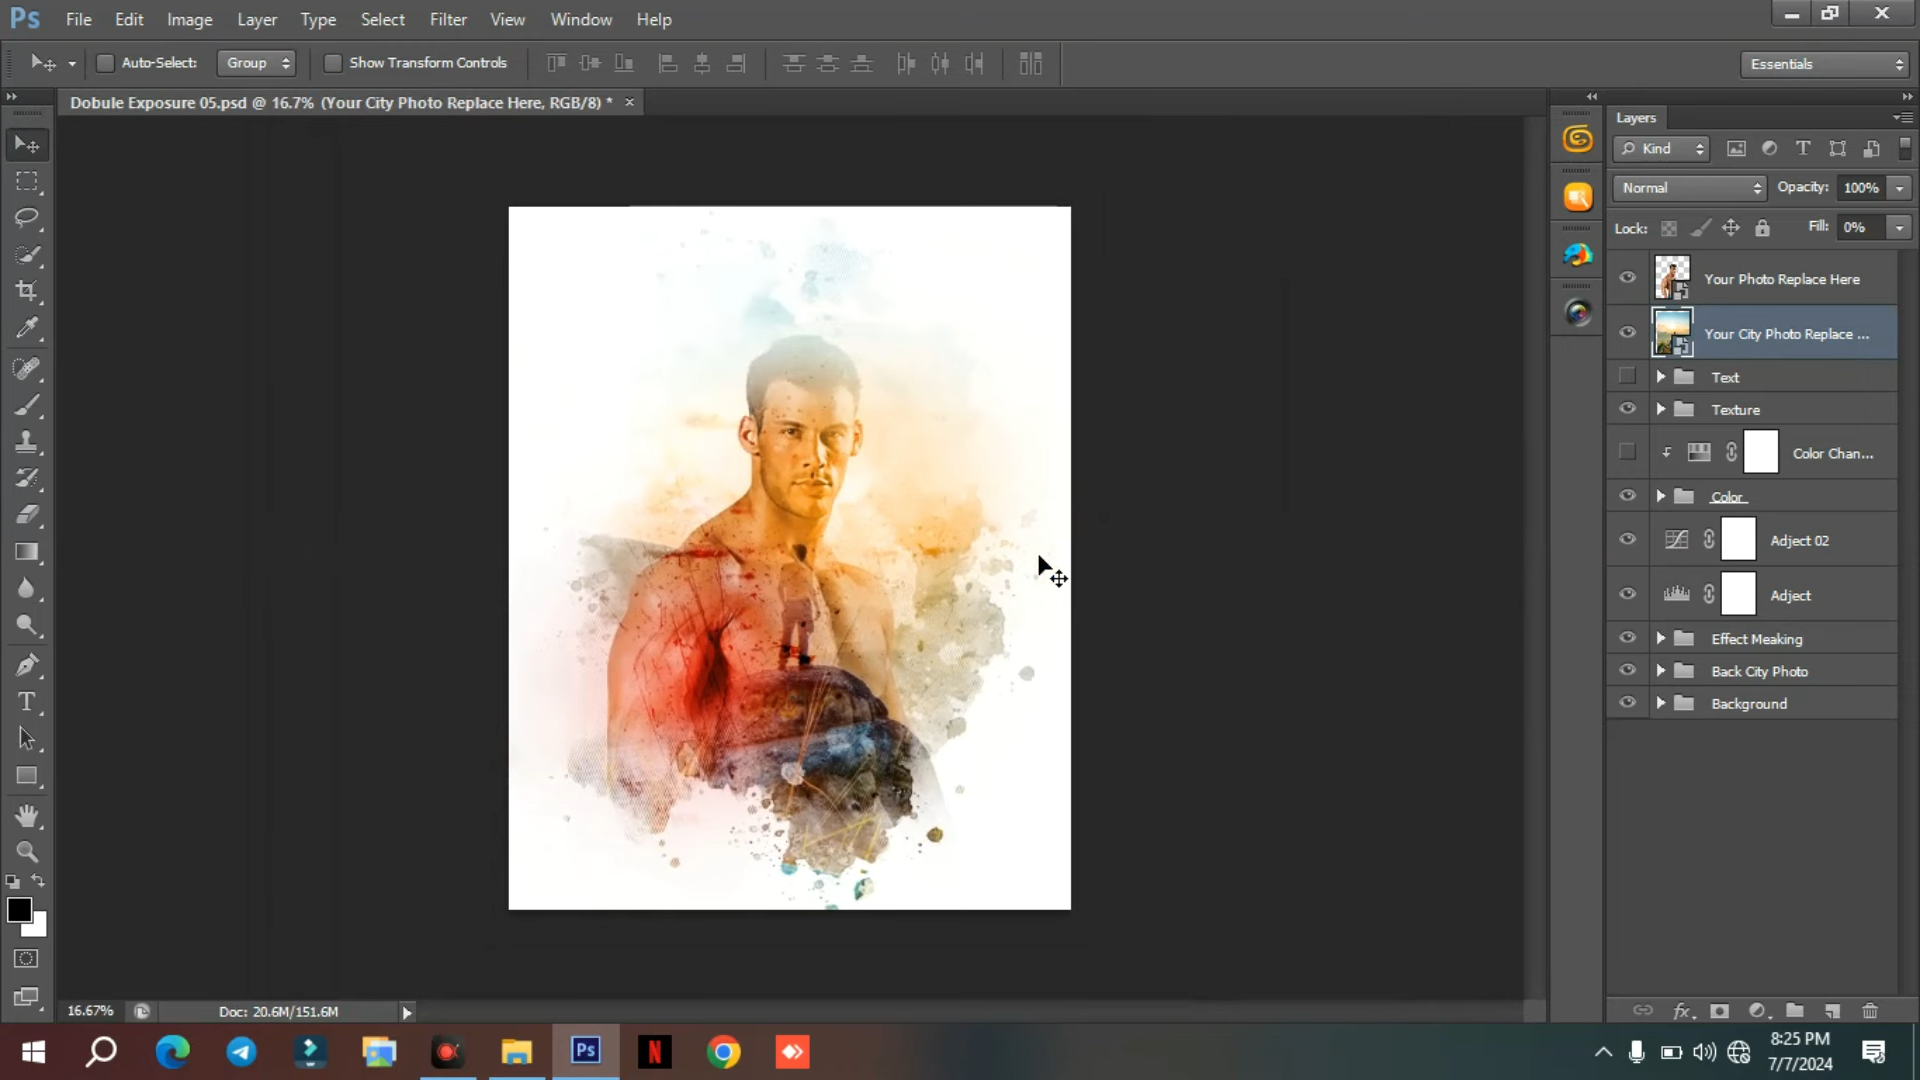 Ps File Edit Image Layer Type Select Filter View Window Help
Auto-Select: Group Show Transform Controls Essentials
Dobule Exposure 05.psd @ 16.7% (Your City Photo Replace Here, RGB/8) * ×
Layers
Kind
Normal Opacity: 100%
Lock: Fill: 0%
Your Photo Replace Here
Your City Photo Replace ...
Text
Texture
Color Chan...
Color
Adject 02
Adject
Effect Meaking
Back City Photo
Background
16.67% Doc: 20.6M/151.6M
fx
Ps N
8:25 PM
7/7/2024